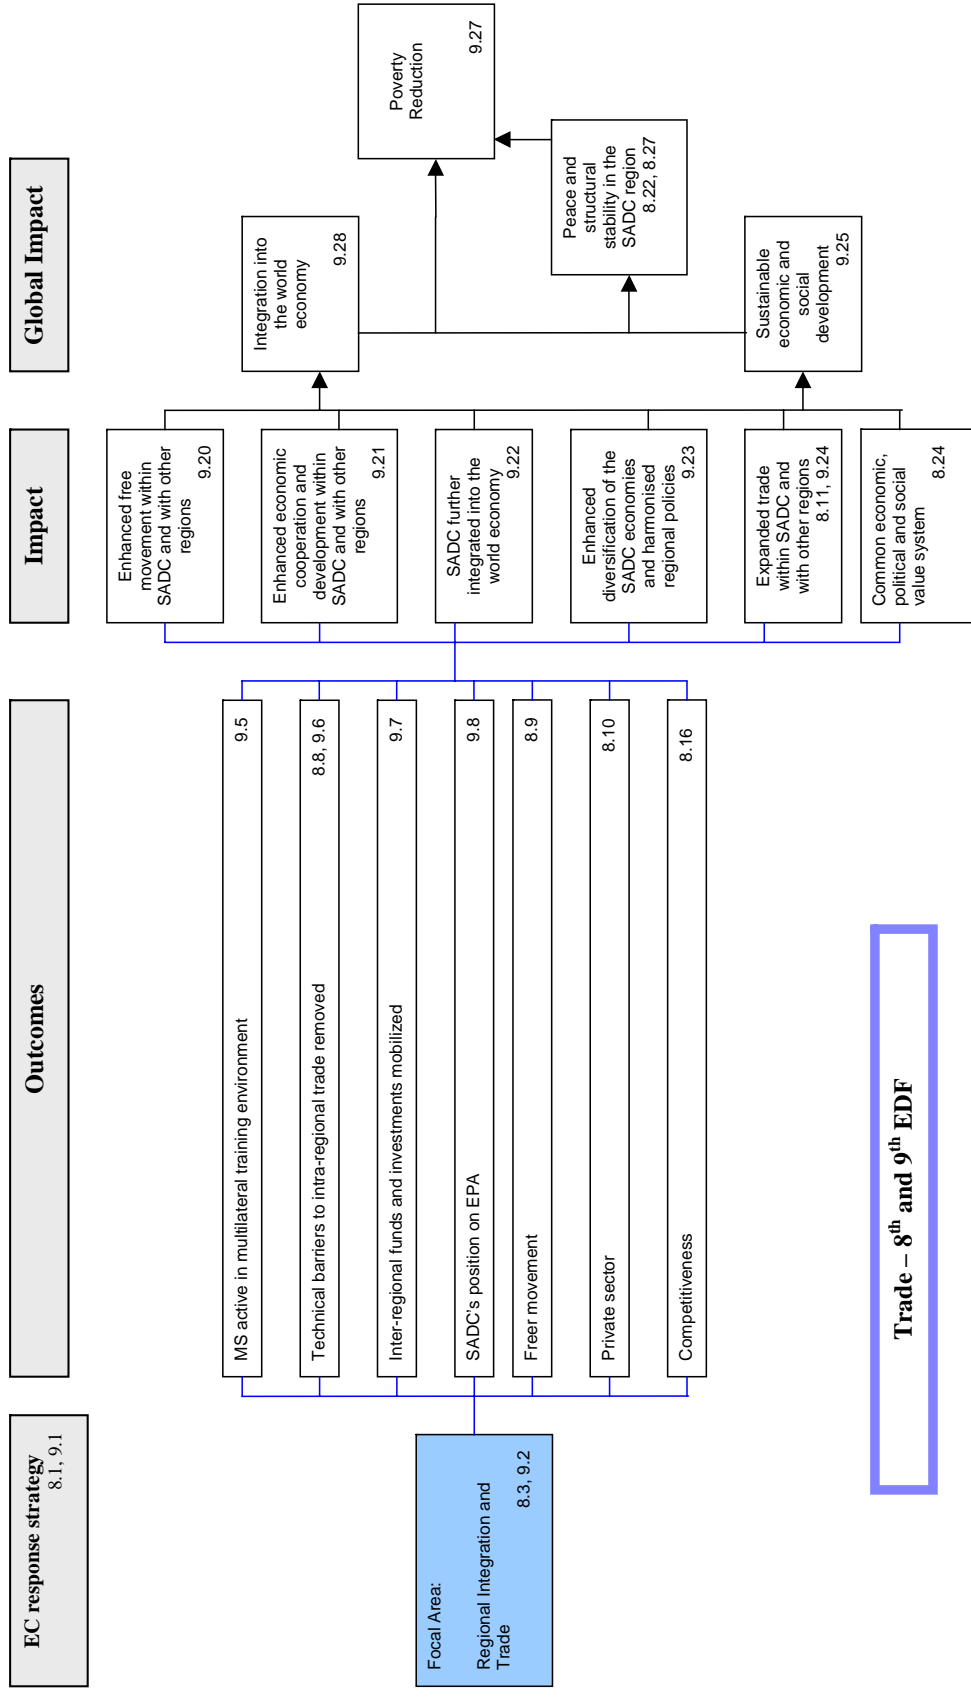 EC response strategy
8.1, 9.1
Outcomes
Impact
Global Impact
Focal Area:
Regional Integration and
Trade
8.3, 9.2
MS active in multilateral training environment
9.5
Technical barriers to intra-regional trade removed
8.8, 9.6
Inter-regional funds and investments mobilized
9.7
SADC's position on EPA
9.8
Freer movement
8.9
Private sector
8.10
Competitiveness
8.16
Enhanced free
movement within
SADC and with other
regions
9.20
Enhanced economic
cooperation and
development within
SADC and with other
regions
9.21
SADC further
integrated into the
world economy
9.22
Enhanced
diversification of the
SADC economies
and harmonised
regional policies
9.23
Expanded trade
within SADC and
with other regions
8.11, 9.24
Common economic,
political and social
value system
8.24
Integration into
the world
economy
9.28
Sustainable
economic and
social
development
9.25
Peace and
structural
stability in the
SADC region
8.22, 8.27
Poverty
Reduction
9.27
Trade – 8th and 9th EDF